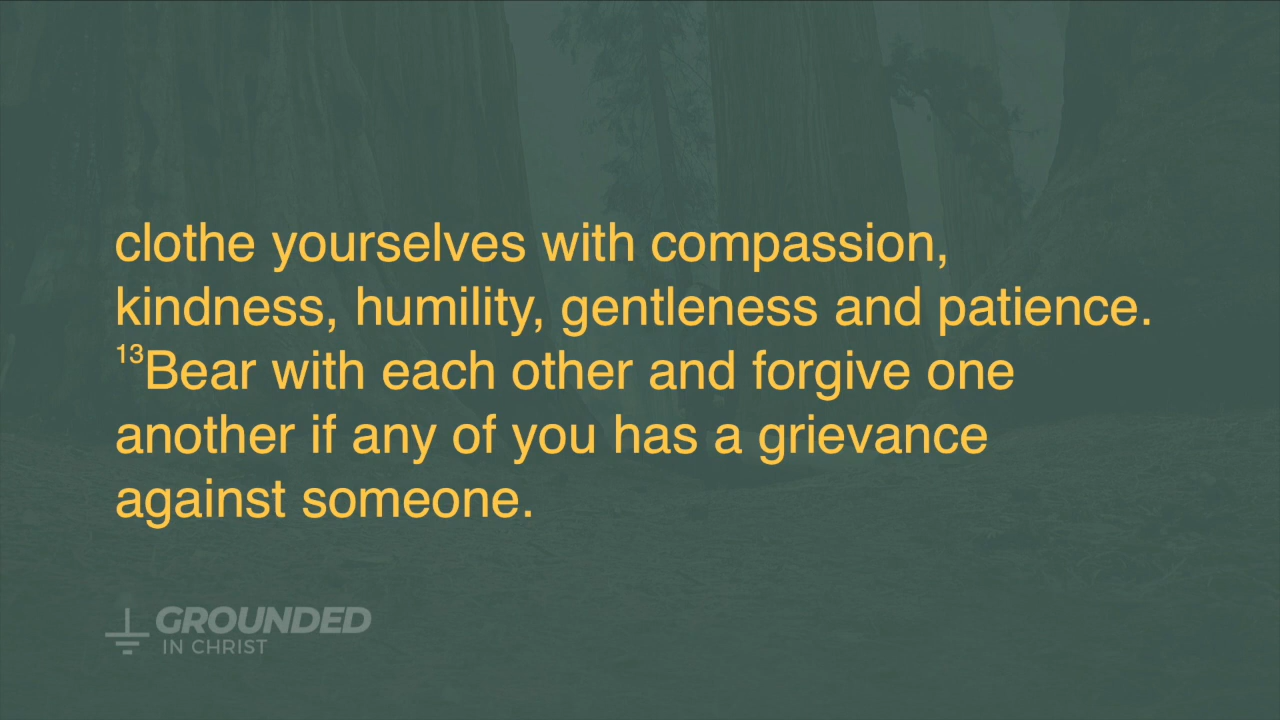 clothe yourselves with compassion,
kindness, humility, gentleness and patience.
13Bear with each other and forgive one
another if any of you has a grievance
against someone.
GROUNDED
IN CHRIST